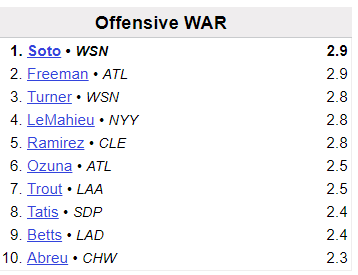 Offensive WAR
1. Soto • WSN 2.9
2. Freeman • ATL 2.9
3. Turner • WSN 2.8
4. LeMahieu • NYY 2.8
5. Ramirez • CLE 2.8
6. Ozuna • ATL 2.5
7. Trout • LAA 2.5
8. Tatis • SDP 2.4
9. Betts • LAD 2.4
10. Abreu • CHW 2.3